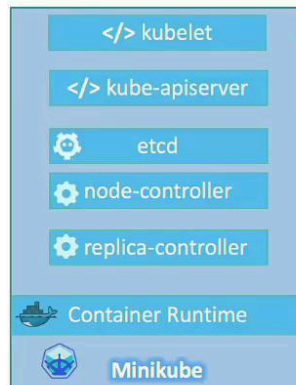 </> kubelet
</> kube-apiserver
etcd
node-controller
replica-controller
Container Runtime
Minikube